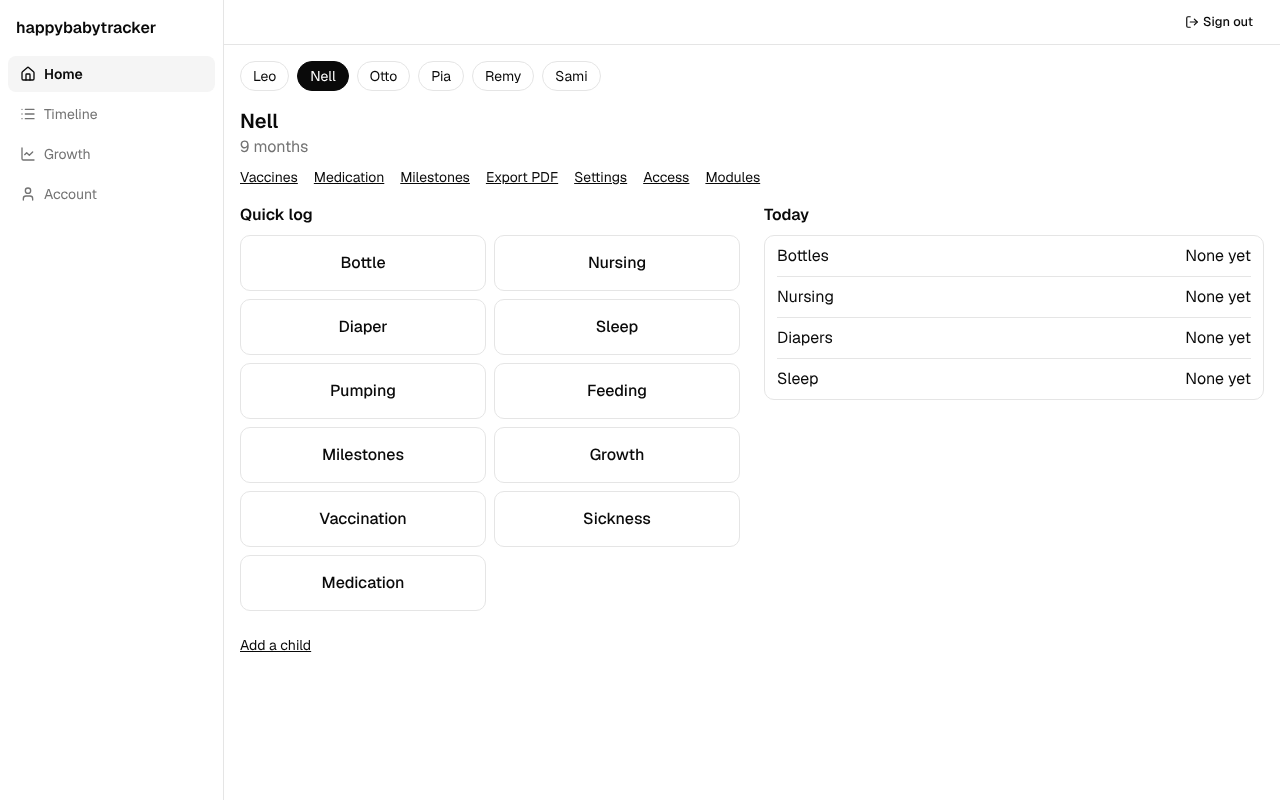 happybabytracker
Home
Timeline
Growth
Account
Sign out
Leo Nell Otto Pia Remy Sami
Nell
9 months
Vaccines Medication Milestones Export PDF Settings Access Modules
Quick log
Bottle Nursing
Diaper Sleep
Pumping Feeding
Milestones Growth
Vaccination Sickness
Medication
Add a child
Today
Bottles None yet
Nursing None yet
Diapers None yet
Sleep None yet